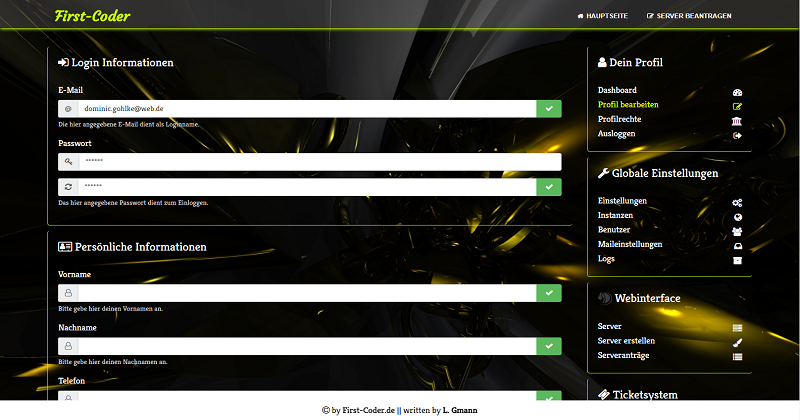 First-Coder
HAUPTSEITE
SERVER BEANTRAGEN
Login Informationen
E-Mail
@ dominic.gohlke@web.de
Die hier angegebene E-Mail dient als Loginname.
Passwort
******
******
Das hier angegebene Passwort dient zum Einloggen.
Persönliche Informationen
Vorname
Bitte gebe hier deinen Vornamen an.
Nachname
Bitte gebe hier deinen Nachnamen an.
Telefon
Dein Profil
Dashboard
Profil bearbeiten
Profilrechte
Ausloggen
Globale Einstellungen
Einstellungen
Instanzen
Benutzer
Maileinstellungen
Logs
Webinterface
Server
Server erstellen
Serveranträge
Ticketsystem
© by First-Coder.de || written by L. Gmann